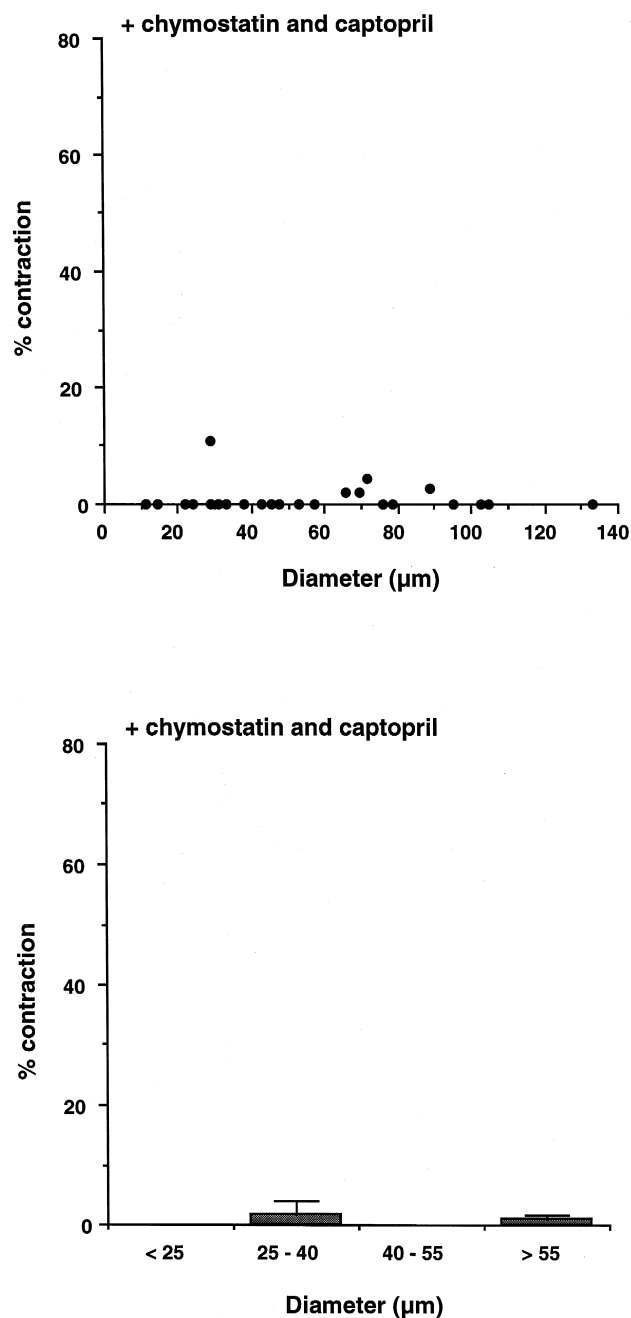 + chymostatin and captopril
80
60
40
20
0
% contraction
0 20 40 60 80 100 120 140
Diameter (µm)
+ chymostatin and captopril
80
60
40
20
0
% contraction
< 25 25 - 40 40 - 55 > 55
Diameter (µm)